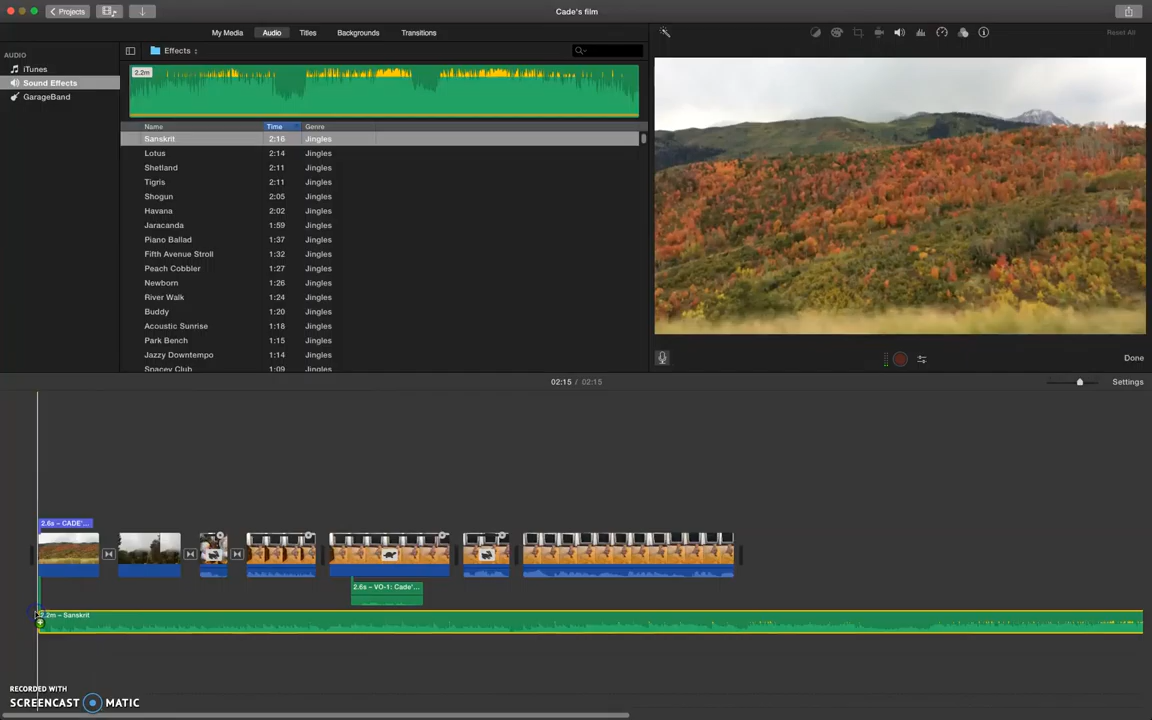 Projects
Cade's film
My Media
Audio
Titles
Backgrounds
Transitions
Reset All
AUDIO
iTunes
Sound Effects
GarageBand
Effects
2.2m
Name Time Genre
Sanskrit 2:16 Jingles
Lotus 2:14 Jingles
Shetland 2:11 Jingles
Tigris 2:11 Jingles
Shogun 2:05 Jingles
Havana 2:02 Jingles
Jaracanda 1:59 Jingles
Piano Ballad 1:37 Jingles
Fifth Avenue Stroll 1:32 Jingles
Peach Cobbler 1:27 Jingles
Newborn 1:26 Jingles
River Walk 1:24 Jingles
Buddy 1:20 Jingles
Acoustic Sunrise 1:18 Jingles
Park Bench 1:15 Jingles
Jazzy Downtempo 1:14 Jingles
Spacey Club 1:09 Jingles
Done
02:15 / 02:15
Settings
2.6s – CADE'...
2.6s – VO-1: Cade'...
2.2m – Sanskrit
RECORDED WITH
SCREENCAST MATIC